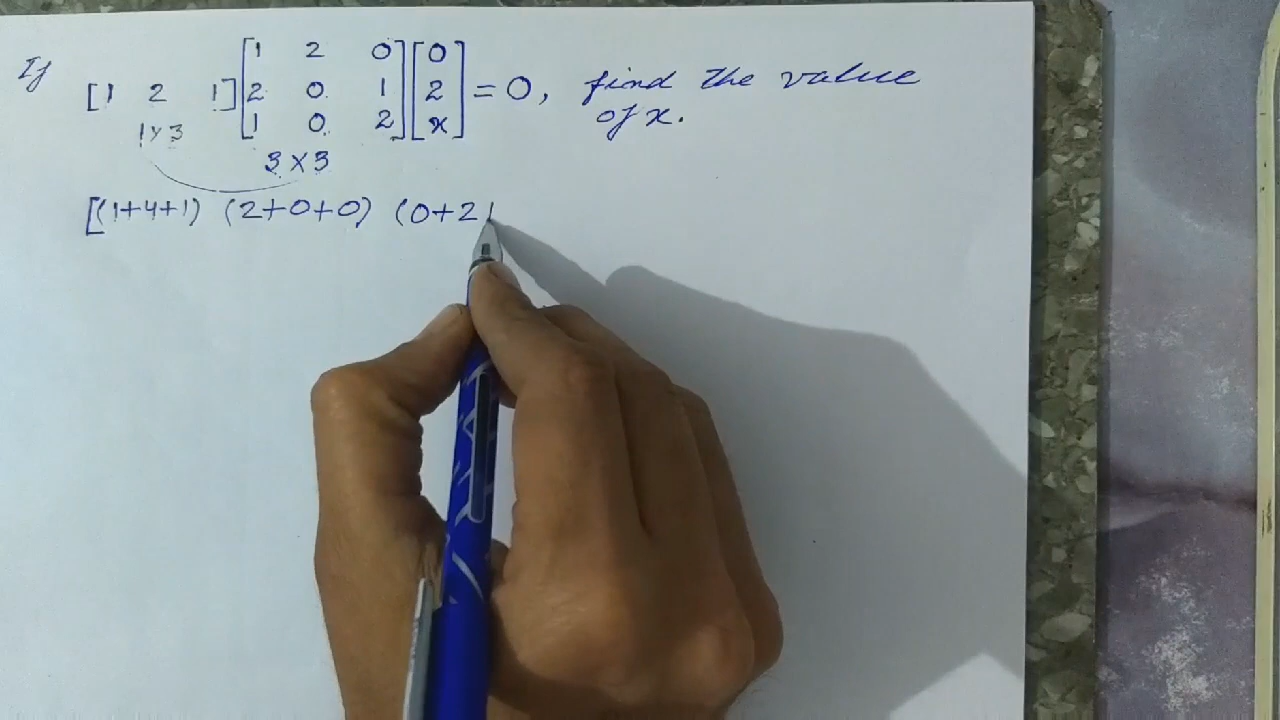 If [1 2 1] [1 2 0] [0] = 0, find the value
[2 0 1] [2] of x.
[1 0 2] [x]
1×3
3×3
[(1+4+1) (2+0+0) (0+2